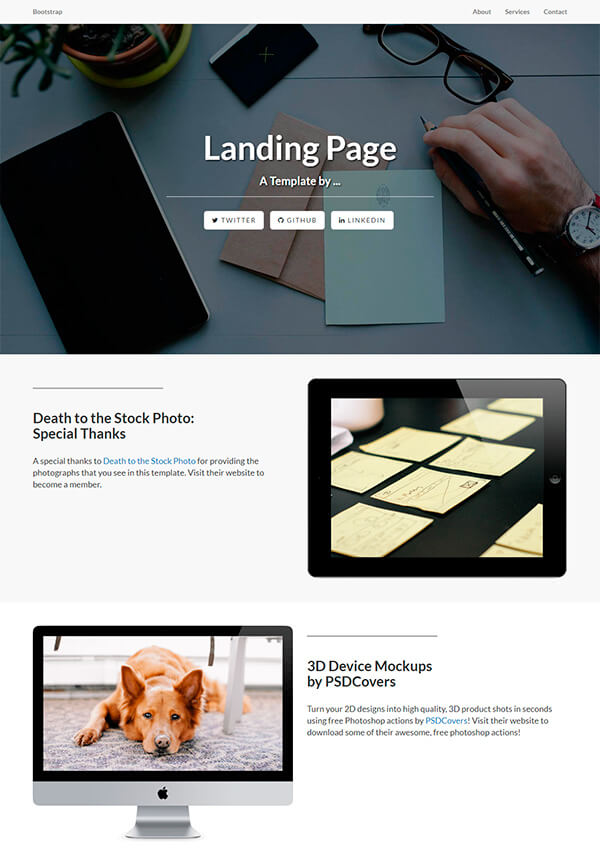 Bootstrap
About Services Contact
Landing Page
A Template by ...
TWITTER GITHUB LINKEDIN
Death to the Stock Photo:
Special Thanks
A special thanks to Death to the Stock Photo for providing the
photographs that you see in this template. Visit their website to
become a member.
3D Device Mockups
by PSDCovers
Turn your 2D designs into high quality, 3D product shots in seconds
using free Photoshop actions by PSDCovers! Visit their website to
download some of their awesome, free photoshop actions!